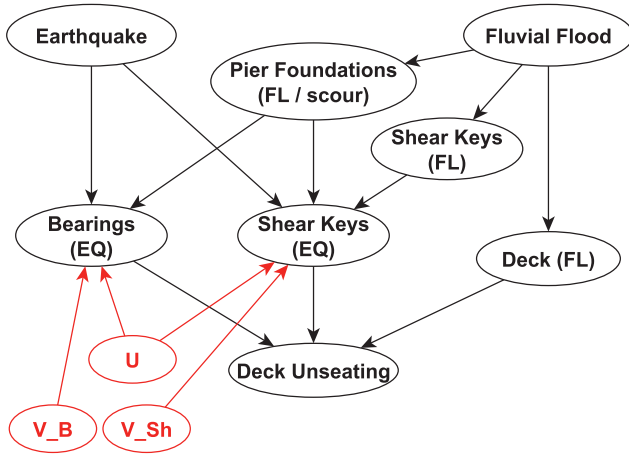 Earthquake
Fluvial Flood
Pier Foundations
(FL / scour)
Shear Keys
(FL)
Bearings
(EQ)
Shear Keys
(EQ)
Deck (FL)
U
Deck Unseating
V_B
V_Sh